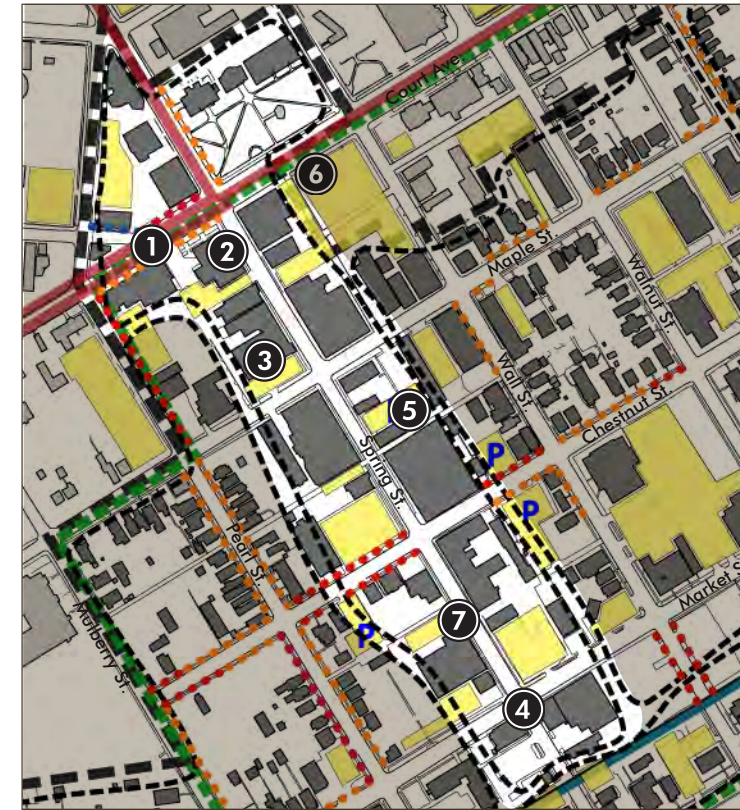 Court Ave.
6
1
2
Maple St.
Walnut St.
3
Wall St.
5
Chestnut St.
Spring St.
P
P
Pearl St.
Market S
Mulberry St.
7
P
4